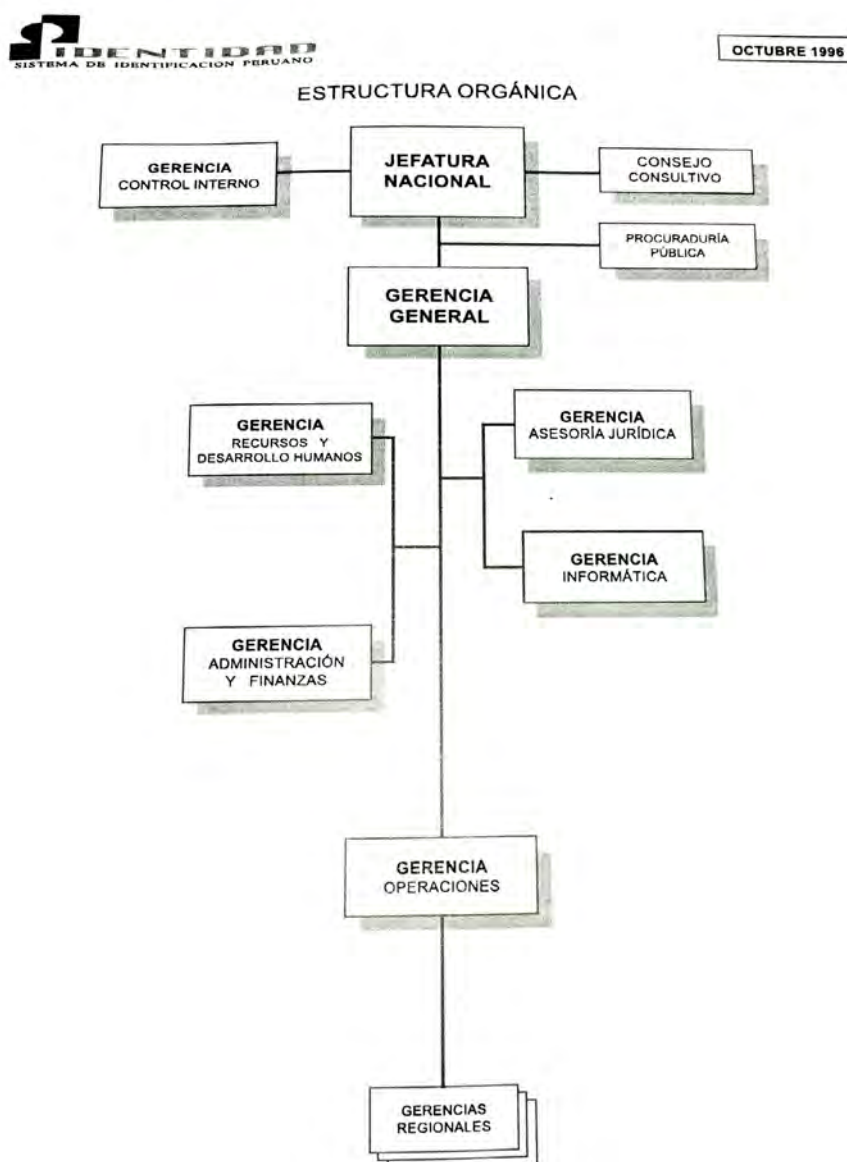 IDENTIDAD
SISTEMA DE IDENTIFICACION PERUANO
OCTUBRE 1996
ESTRUCTURA ORGÁNICA
GERENCIA
CONTROL INTERNO
JEFATURA
NACIONAL
CONSEJO
CONSULTIVO
PROCURADURÍA
PÚBLICA
GERENCIA
GENERAL
GERENCIA
RECURSOS Y
DESARROLLO HUMANOS
GERENCIA
ASESORÍA JURÍDICA
GERENCIA
INFORMÁTICA
GERENCIA
ADMINISTRACIÓN
Y FINANZAS
GERENCIA
OPERACIONES
GERENCIAS
REGIONALES